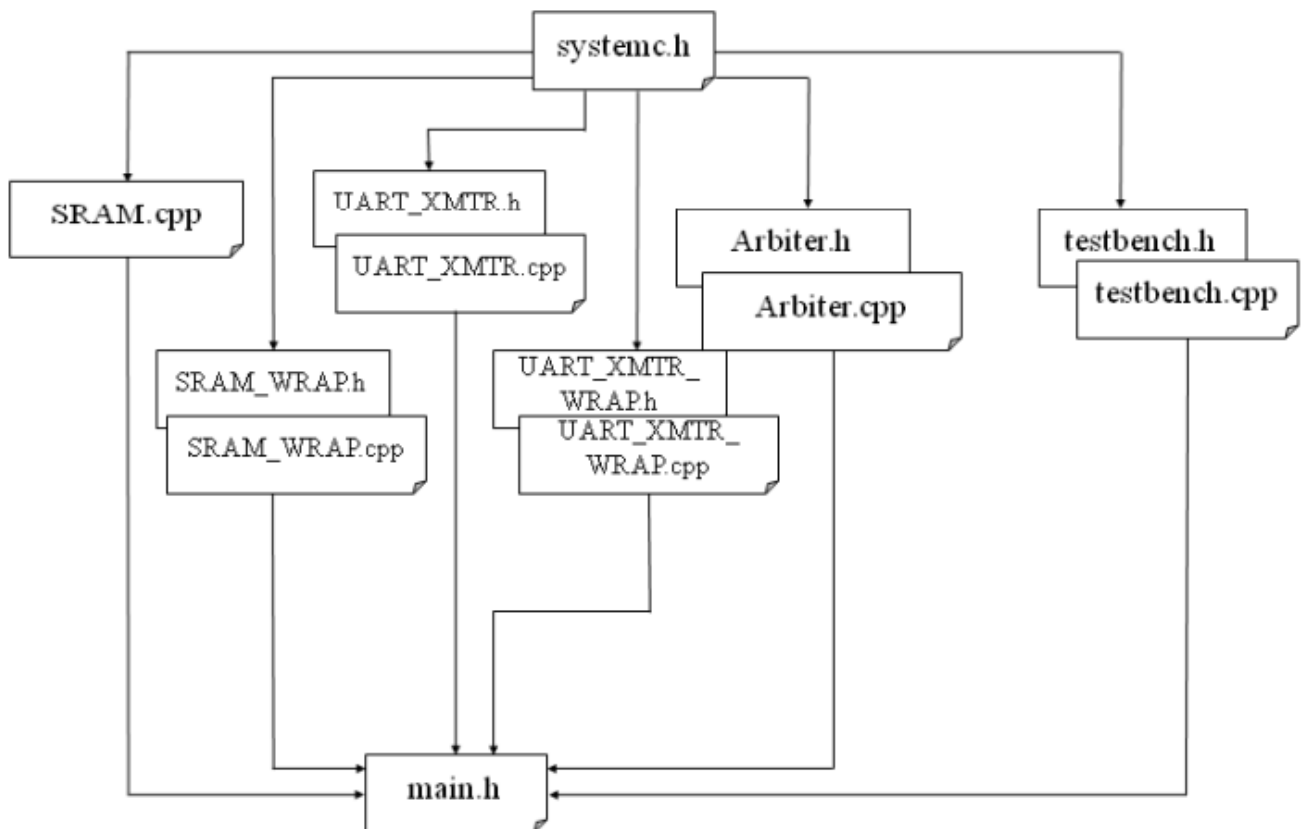 systemc.h
SRAM.cpp
UART_XMTR.h
UART_XMTR.cpp
Arbiter.h
Arbiter.cpp
testbench.h
testbench.cpp
SRAM_WRAP.h
SRAM_WRAP.cpp
UART_XMTR_
WRAP.h
UART_XMTR_
WRAP.cpp
main.h